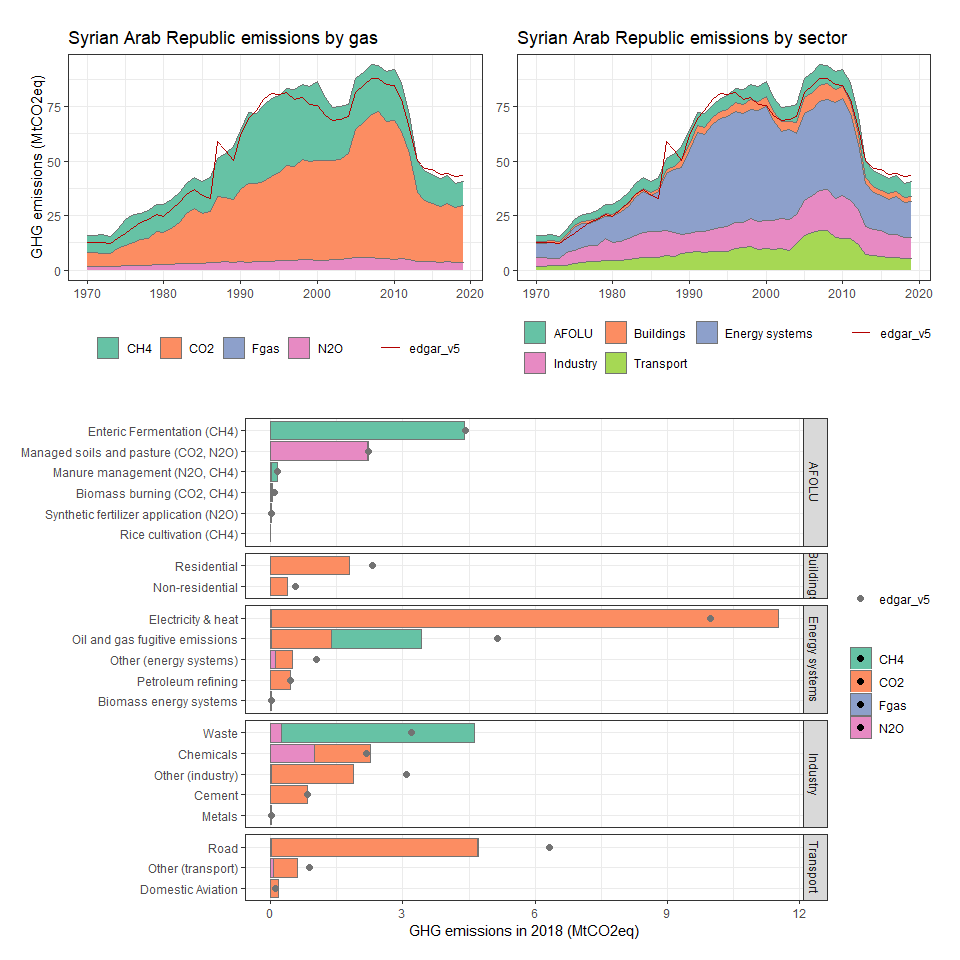 Syrian Arab Republic emissions by gas
GHG emissions (MtCO2eq)
75
50
25
0
1970
1980
1990
2000
2010
2020
CH4
CO2
Fgas
N2O
edgar_v5
Syrian Arab Republic emissions by sector
75
50
25
0
1970
1980
1990
2000
2010
2020
AFOLU
Buildings
Energy systems
edgar_v5
Industry
Transport
Enteric Fermentation (CH4)
Managed soils and pasture (CO2, N2O)
Manure management (N2O, CH4)
Biomass burning (CO2, CH4)
Synthetic fertilizer application (N2O)
Rice cultivation (CH4)
AFOLU
Residential
Non-residential
Buildings
Electricity & heat
Oil and gas fugitive emissions
Other (energy systems)
Petroleum refining
Biomass energy systems
Energy systems
Waste
Chemicals
Other (industry)
Cement
Metals
Industry
Road
Other (transport)
Domestic Aviation
Transport
0
3
6
9
12
GHG emissions in 2018 (MtCO2eq)
edgar_v5
CH4
CO2
Fgas
N2O